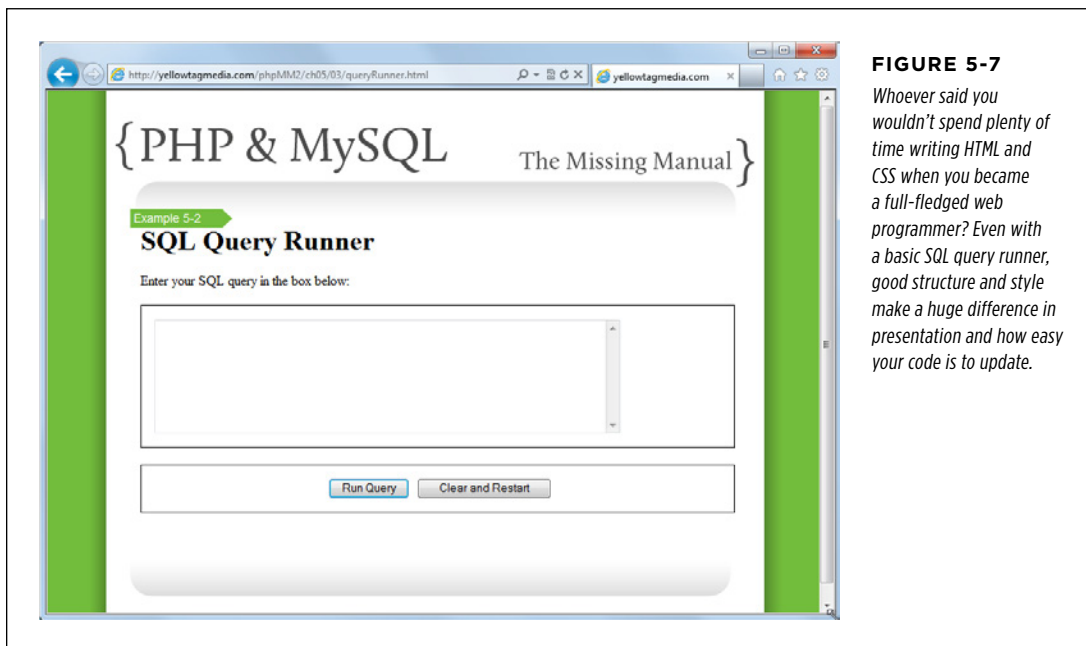 http://yellowtagmedia.com/phpMM2/ch05/03/queryRunner.html
yellowtagmedia.com
{PHP & MySQL
The Missing Manual}
Example 5-2
SQL Query Runner
Enter your SQL query in the box below:
Run Query
Clear and Restart
FIGURE 5-7
Whoever said you
wouldn't spend plenty of
time writing HTML and
CSS when you became
a full-fledged web
programmer? Even with
a basic SQL query runner,
good structure and style
make a huge difference in
presentation and how easy
your code is to update.